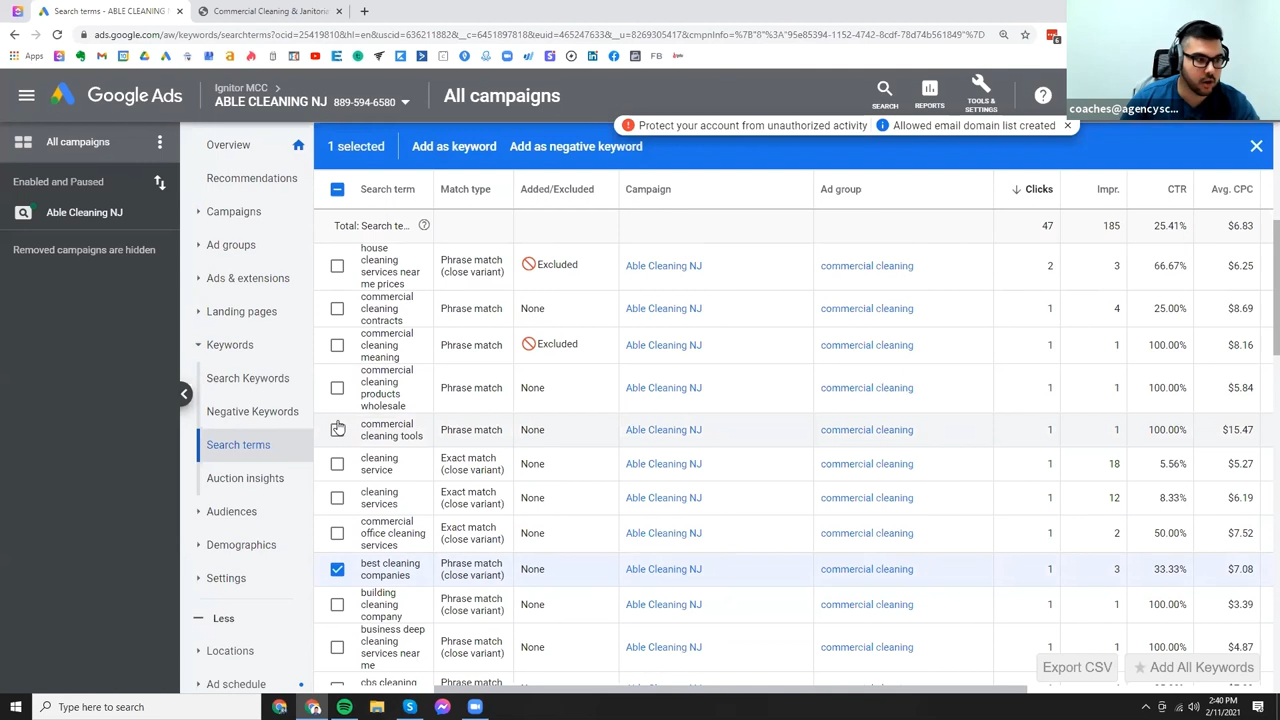 Search terms - ABLE CLEANING NJ
Commercial Cleaning & Janitoria
Apps
FB
Ignitor MCC
ABLE CLEANING NJ 889-594-6580
Google Ads
All campaigns
SEARCH
REPORTS
TOOLS &
SETTINGS
coaches@agencysc...
Protect your account from unauthorized activity
Allowed email domain list created
All campaigns
Enabled and Paused
Able Cleaning NJ
Removed campaigns are hidden
Overview
Recommendations
Campaigns
Ad groups
Ads & extensions
Landing pages
Keywords
Search Keywords
Negative Keywords
Search terms
Auction insights
Audiences
Demographics
Settings
Less
Locations
Ad schedule
1 selected
Add as keyword
Add as negative keyword
Search term Match type Added/Excluded Campaign Ad group Clicks Impr. CTR Avg. CPC
Total: Search te... 47 185 25.41% $6.83
house
cleaning
services near
me prices
Phrase match
(close variant)
Excluded Able Cleaning NJ commercial cleaning 2 3 66.67% $6.25
commercial
cleaning
contracts
Phrase match None Able Cleaning NJ commercial cleaning 1 4 25.00% $8.69
commercial
cleaning
meaning
Phrase match Excluded Able Cleaning NJ commercial cleaning 1 1 100.00% $8.16
commercial
cleaning
products
wholesale
Phrase match None Able Cleaning NJ commercial cleaning 1 1 100.00% $5.84
commercial
cleaning tools
Phrase match None Able Cleaning NJ commercial cleaning 1 1 100.00% $15.47
cleaning
service
Exact match
(close variant)
None Able Cleaning NJ commercial cleaning 1 18 5.56% $5.27
cleaning
services
Exact match
(close variant)
None Able Cleaning NJ commercial cleaning 1 12 8.33% $6.19
commercial
office cleaning
services
Exact match
(close variant)
None Able Cleaning NJ commercial cleaning 1 2 50.00% $7.52
best cleaning
companies
Phrase match
(close variant)
None Able Cleaning NJ commercial cleaning 1 3 33.33% $7.08
building
cleaning
company
Phrase match
(close variant)
None Able Cleaning NJ commercial cleaning 1 1 100.00% $3.39
business deep
cleaning
services near
me
Phrase match
(close variant)
None Able Cleaning NJ commercial cleaning 1 1 100.00% $4.87
cbs cleaning
Phrase match
Export CSV
Add All Keywords
Type here to search
2:40 PM
2/11/2021